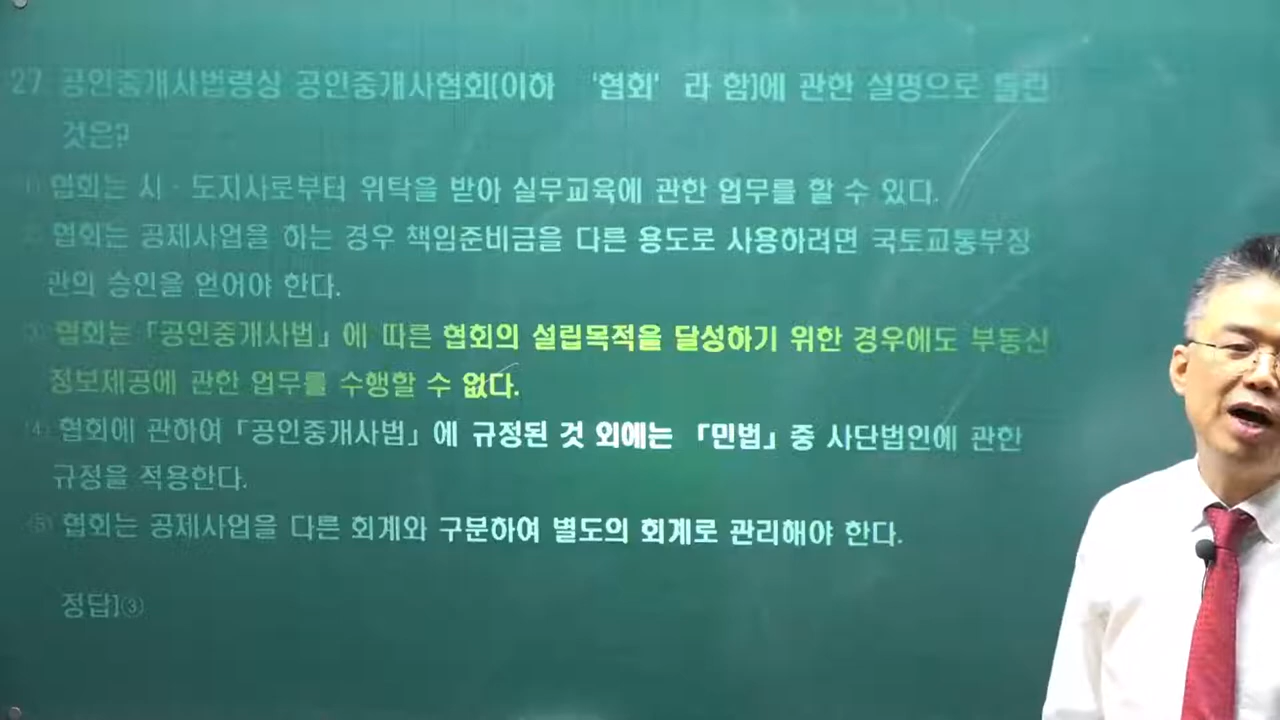 27 공인중개사법령상 공인중개사협회(이하 '협회' 라 함)에 관한 설명으로 틀린
것은?
① 협회는 시·도지사로부터 위탁을 받아 실무교육에 관한 업무를 할 수 있다.
② 협회는 공제사업을 하는 경우 책임준비금을 다른 용도로 사용하려면 국토교통부장
관의 승인을 얻어야 한다.
③ 협회는 「공인중개사법」에 따른 협회의 설립목적을 달성하기 위한 경우에도 부동산
정보제공에 관한 업무를 수행할 수 없다.
④ 협회에 관하여 「공인중개사법」에 규정된 것 외에는 「민법」 중 사단법인에 관한
규정을 적용한다.
⑤ 협회는 공제사업을 다른 회계와 구분하여 별도의 회계로 관리해야 한다.
정답]③